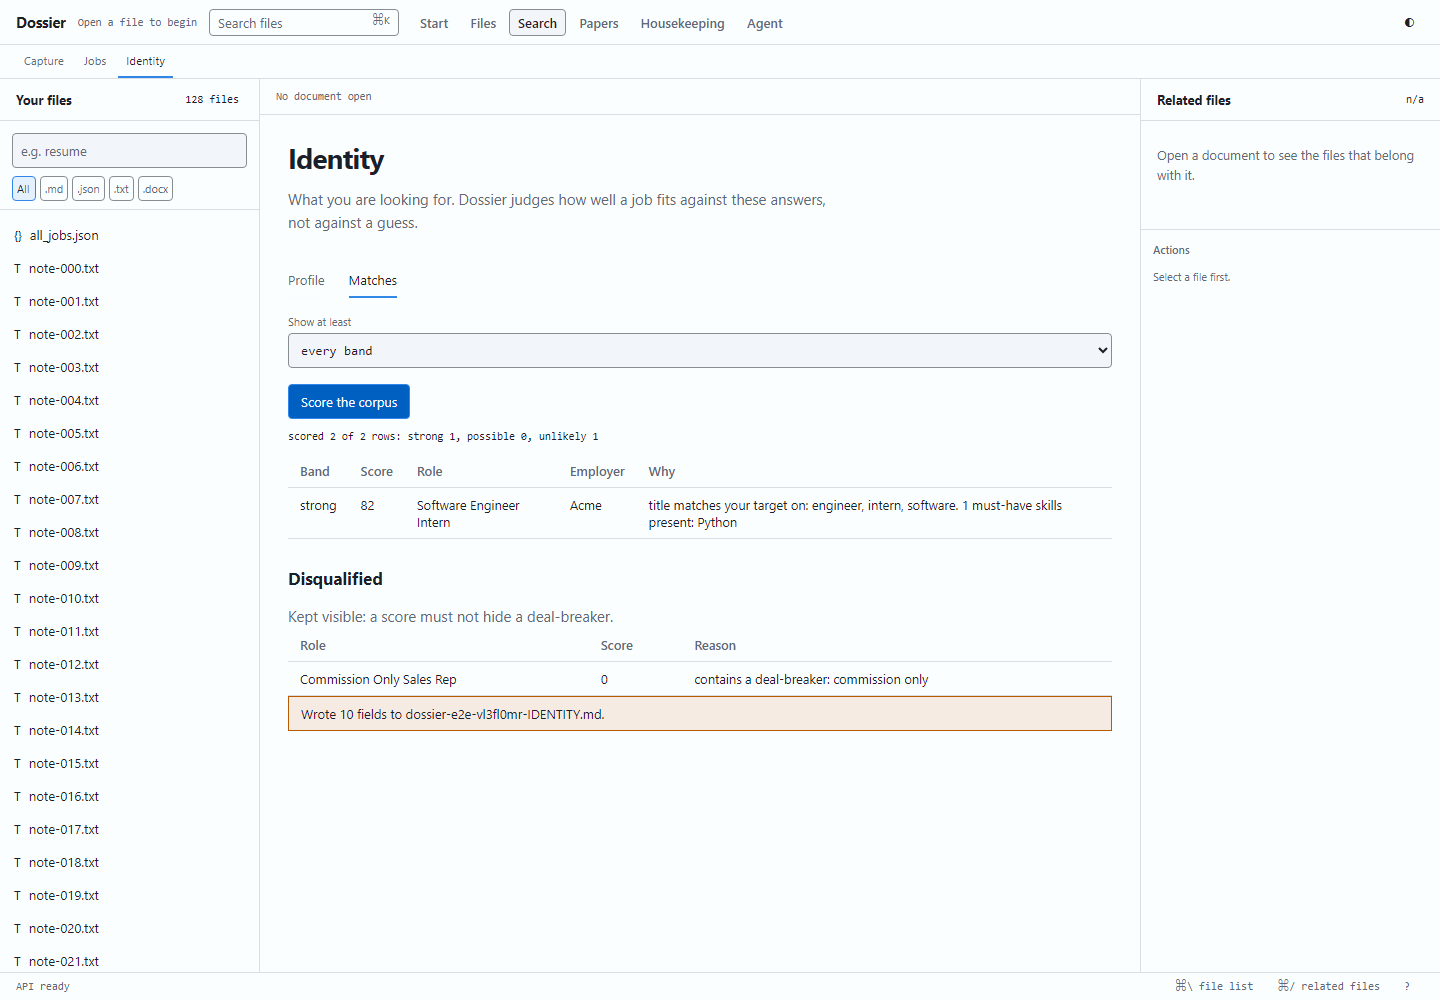 Dossier Open a file to begin Search files ⌘K Start Files Search Papers Housekeeping Agent
Capture Jobs Identity
Your files 128 files
e.g. resume
All .md .json .txt .docx
{} all_jobs.json
T note-000.txt
T note-001.txt
T note-002.txt
T note-003.txt
T note-004.txt
T note-005.txt
T note-006.txt
T note-007.txt
T note-008.txt
T note-009.txt
T note-010.txt
T note-011.txt
T note-012.txt
T note-013.txt
T note-014.txt
T note-015.txt
T note-016.txt
T note-017.txt
T note-018.txt
T note-019.txt
T note-020.txt
T note-021.txt
No document open
Identity
What you are looking for. Dossier judges how well a job fits against these answers,
not against a guess.
Profile Matches
Show at least
every band
Score the corpus
scored 2 of 2 rows: strong 1, possible 0, unlikely 1
Band Score Role Employer Why
strong 82 Software Engineer Intern Acme title matches your target on: engineer, intern, software. 1 must-have skills present: Python
Disqualified
Kept visible: a score must not hide a deal-breaker.
Role Score Reason
Commission Only Sales Rep 0 contains a deal-breaker: commission only
Wrote 10 fields to dossier-e2e-vl3fl0mr-IDENTITY.md.
Related files n/a
Open a document to see the files that belong
with it.
Actions
Select a file first.
API ready ⌘\ file list ⌘/ related files ?